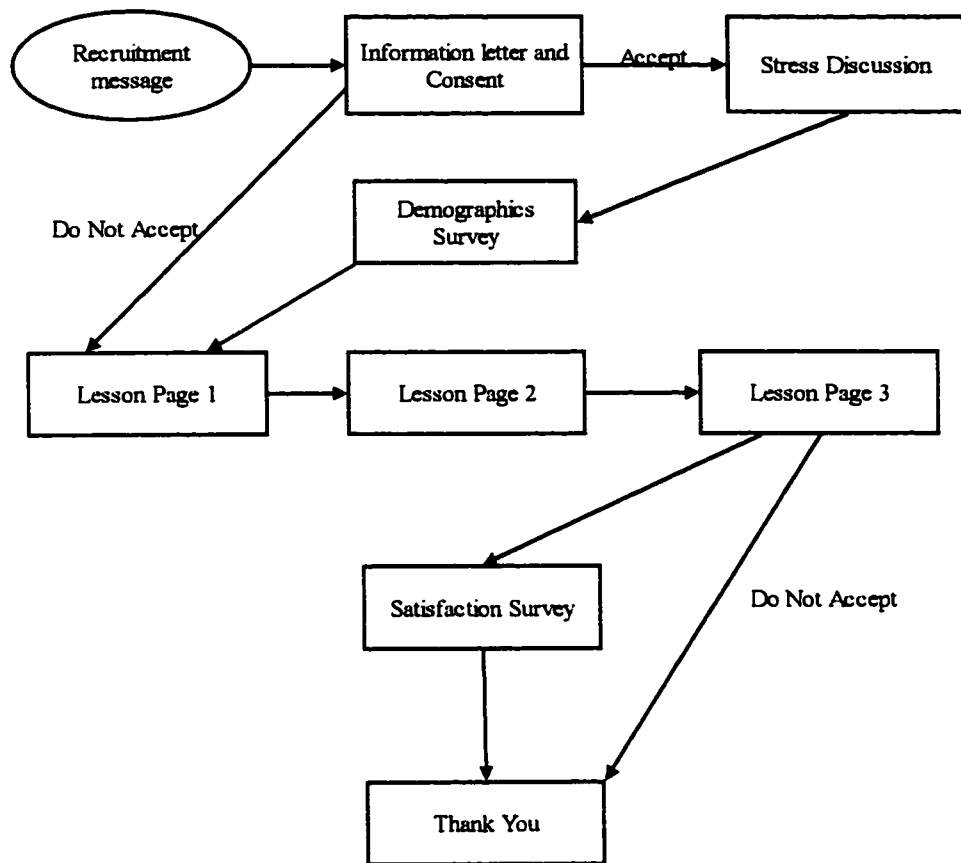 Recruitment
message
Information letter and
Consent
Accept
Stress Discussion
Do Not Accept
Demographics
Survey
Lesson Page 1
Lesson Page 2
Lesson Page 3
Satisfaction Survey
Do Not Accept
Thank You